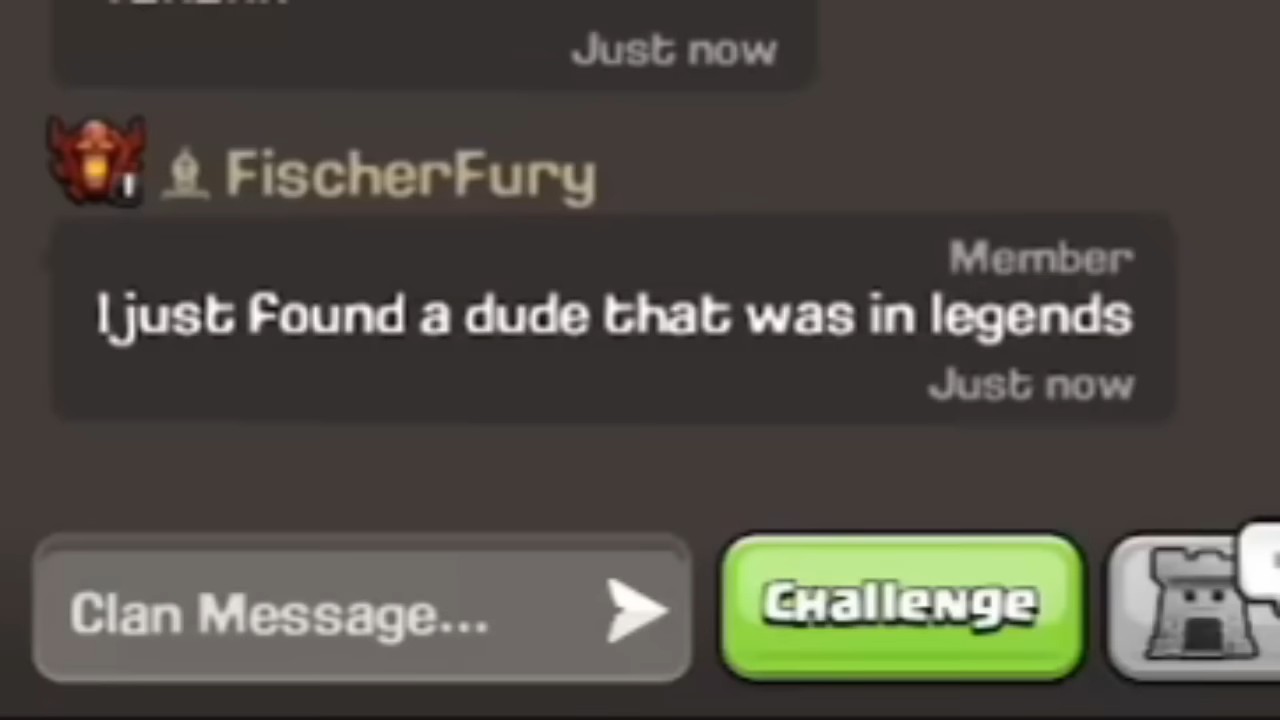 Just now
FischerFury
Member
I just found a dude that was in legends
Just now
Clan Message...
Challenge